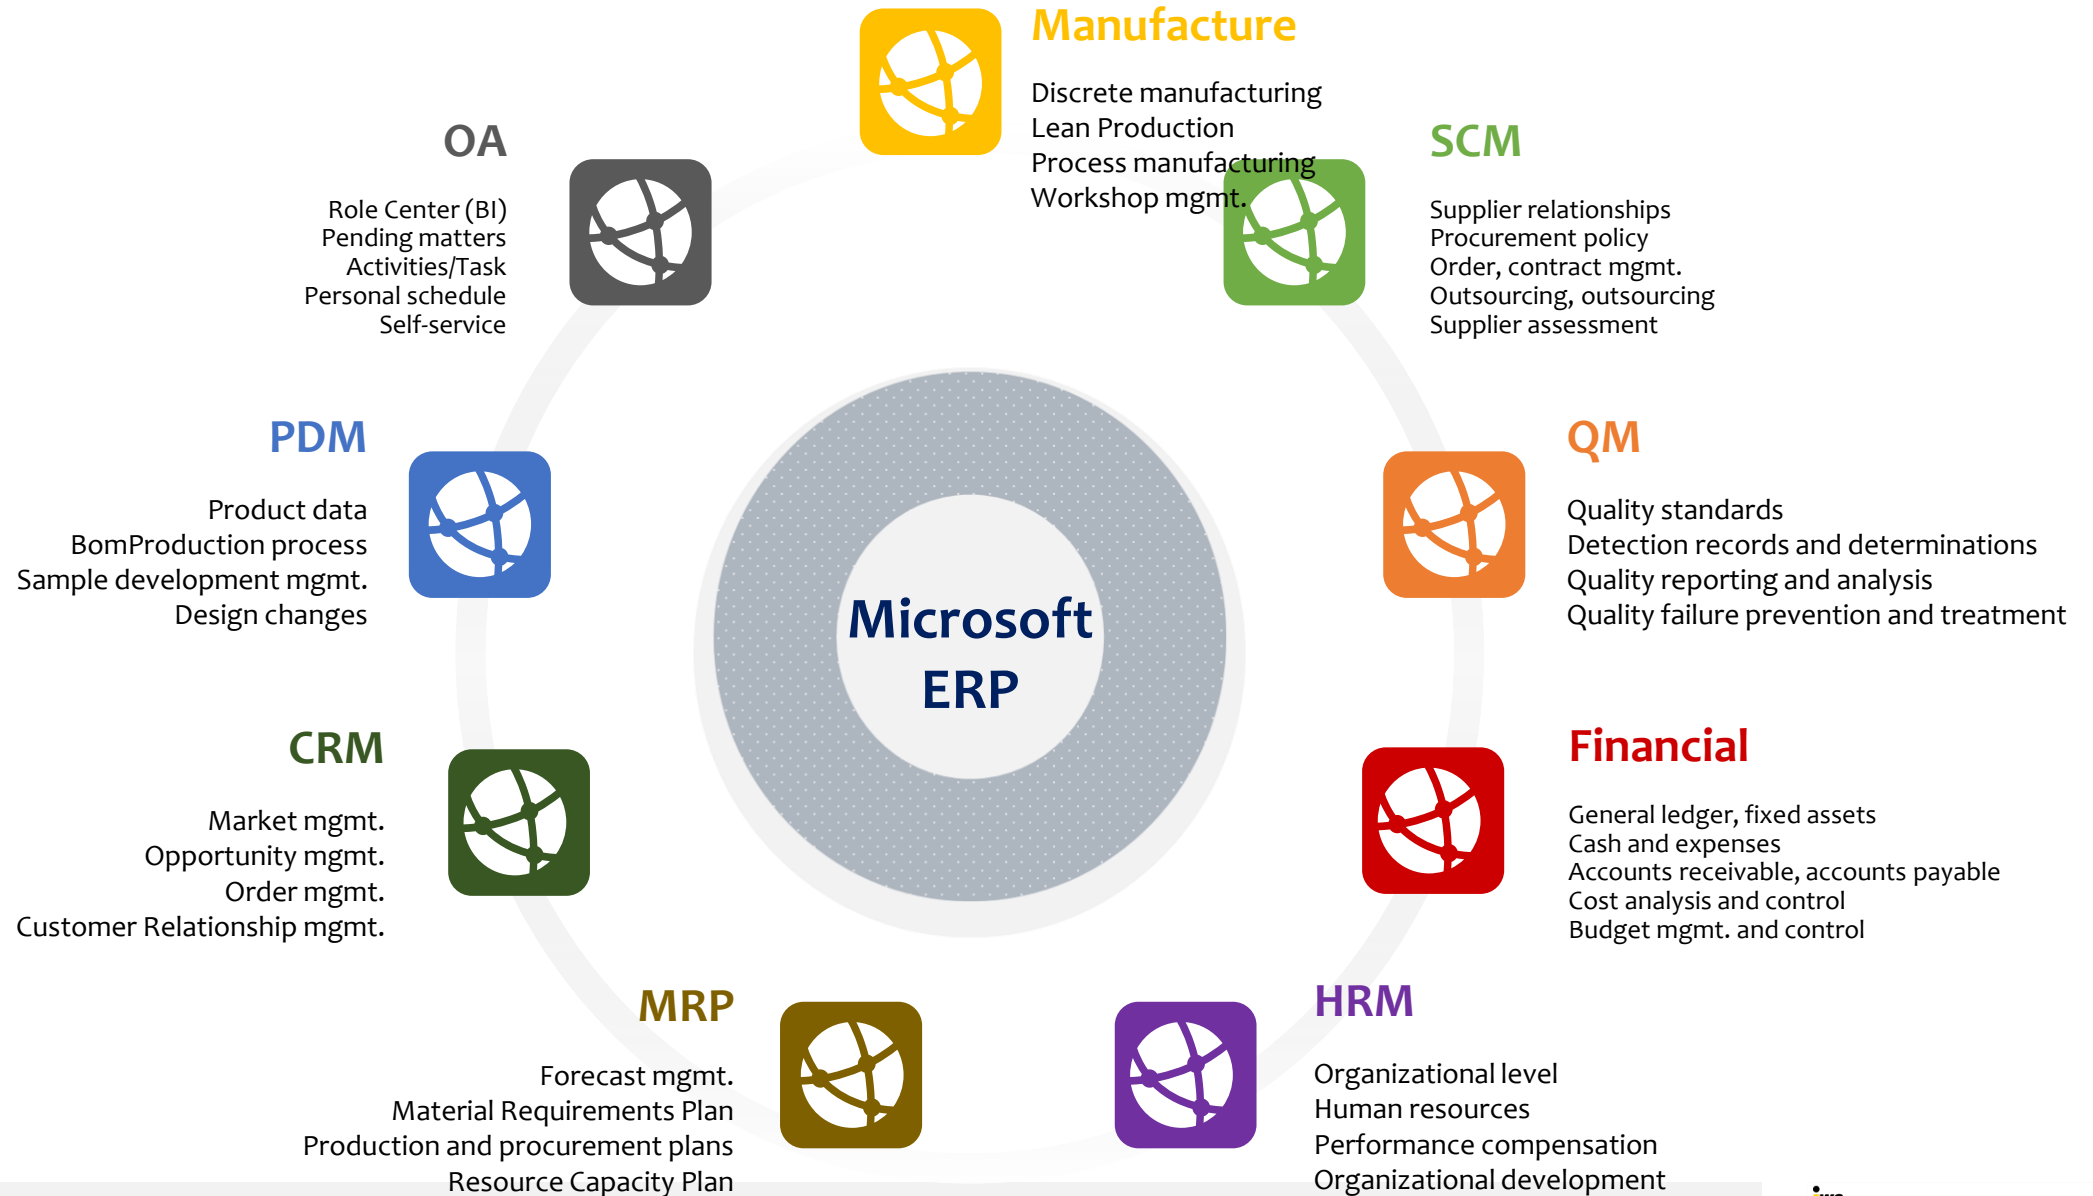 Manufacture
Discrete manufacturing
Lean Production
Process manufacturing
Workshop mgmt.
OA
Role Center (BI)
Pending matters
Activities/Task
Personal schedule
Self-service
SCM
Supplier relationships
Procurement policy
Order, contract mgmt.
Outsourcing, outsourcing
Supplier assessment
PDM
Product data
BomProduction process
Sample development mgmt.
Design changes
QM
Quality standards
Detection records and determinations
Quality reporting and analysis
Quality failure prevention and treatment
Microsoft
ERP
CRM
Market mgmt.
Opportunity mgmt.
Order mgmt.
Customer Relationship mgmt.
Financial
General ledger, fixed assets
Cash and expenses
Accounts receivable, accounts payable
Cost analysis and control
Budget mgmt. and control
MRP
Forecast mgmt.
Material Requirements Plan
Production and procurement plans
Resource Capacity Plan
HRM
Organizational level
Human resources
Performance compensation
Organizational development